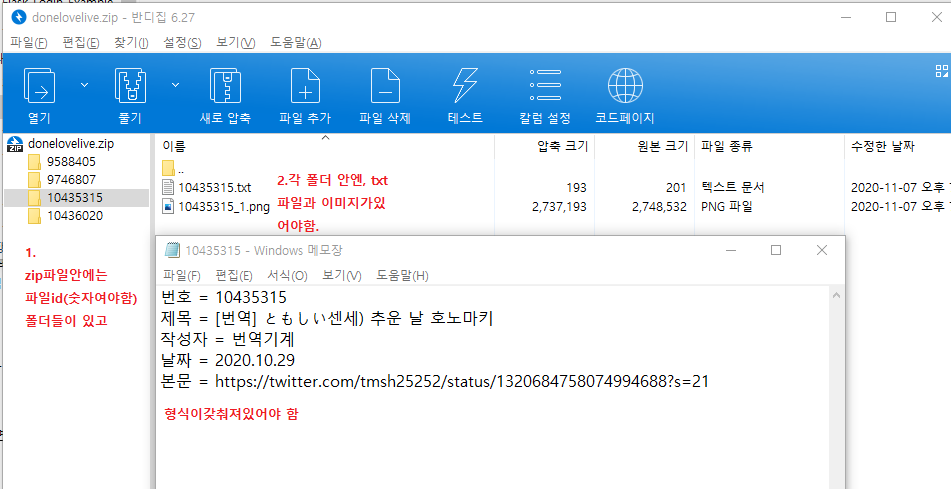 donelovelive.zip - 반디집 6.27
파일(F) 편집(E) 찾기(I) 설정(S) 보기(V) 도움말(A)
열기 풀기 새로 압축 파일 추가 파일 삭제 테스트 칼럼 설정 코드페이지
donelovelive.zip
9588405
9746807
10435315
10436020
이름 압축 크기 원본 크기 파일 종류 수정한 날짜
..
10435315.txt 193 201 텍스트 문서 2020-11-07 오후
10435315_1.png 2,737,193 2,748,532 PNG 파일 2020-11-07 오후
1.
zip파일안에는
파일id(숫자여야함)
폴더들이 있고
2.각 폴더 안엔, txt
파일과 이미지가있
어야함.
10435315 - Windows 메모장
파일(F) 편집(E) 서식(O) 보기(V) 도움말(H)
번호 = 10435315
제목 = [번역] ともしい센세) 추운 날 호노마키
작성자 = 번역기계
날짜 = 2020.10.29
본문 = https://twitter.com/tmsh25252/status/1320684758074994688?s=21
형식이갖춰져있어야 함